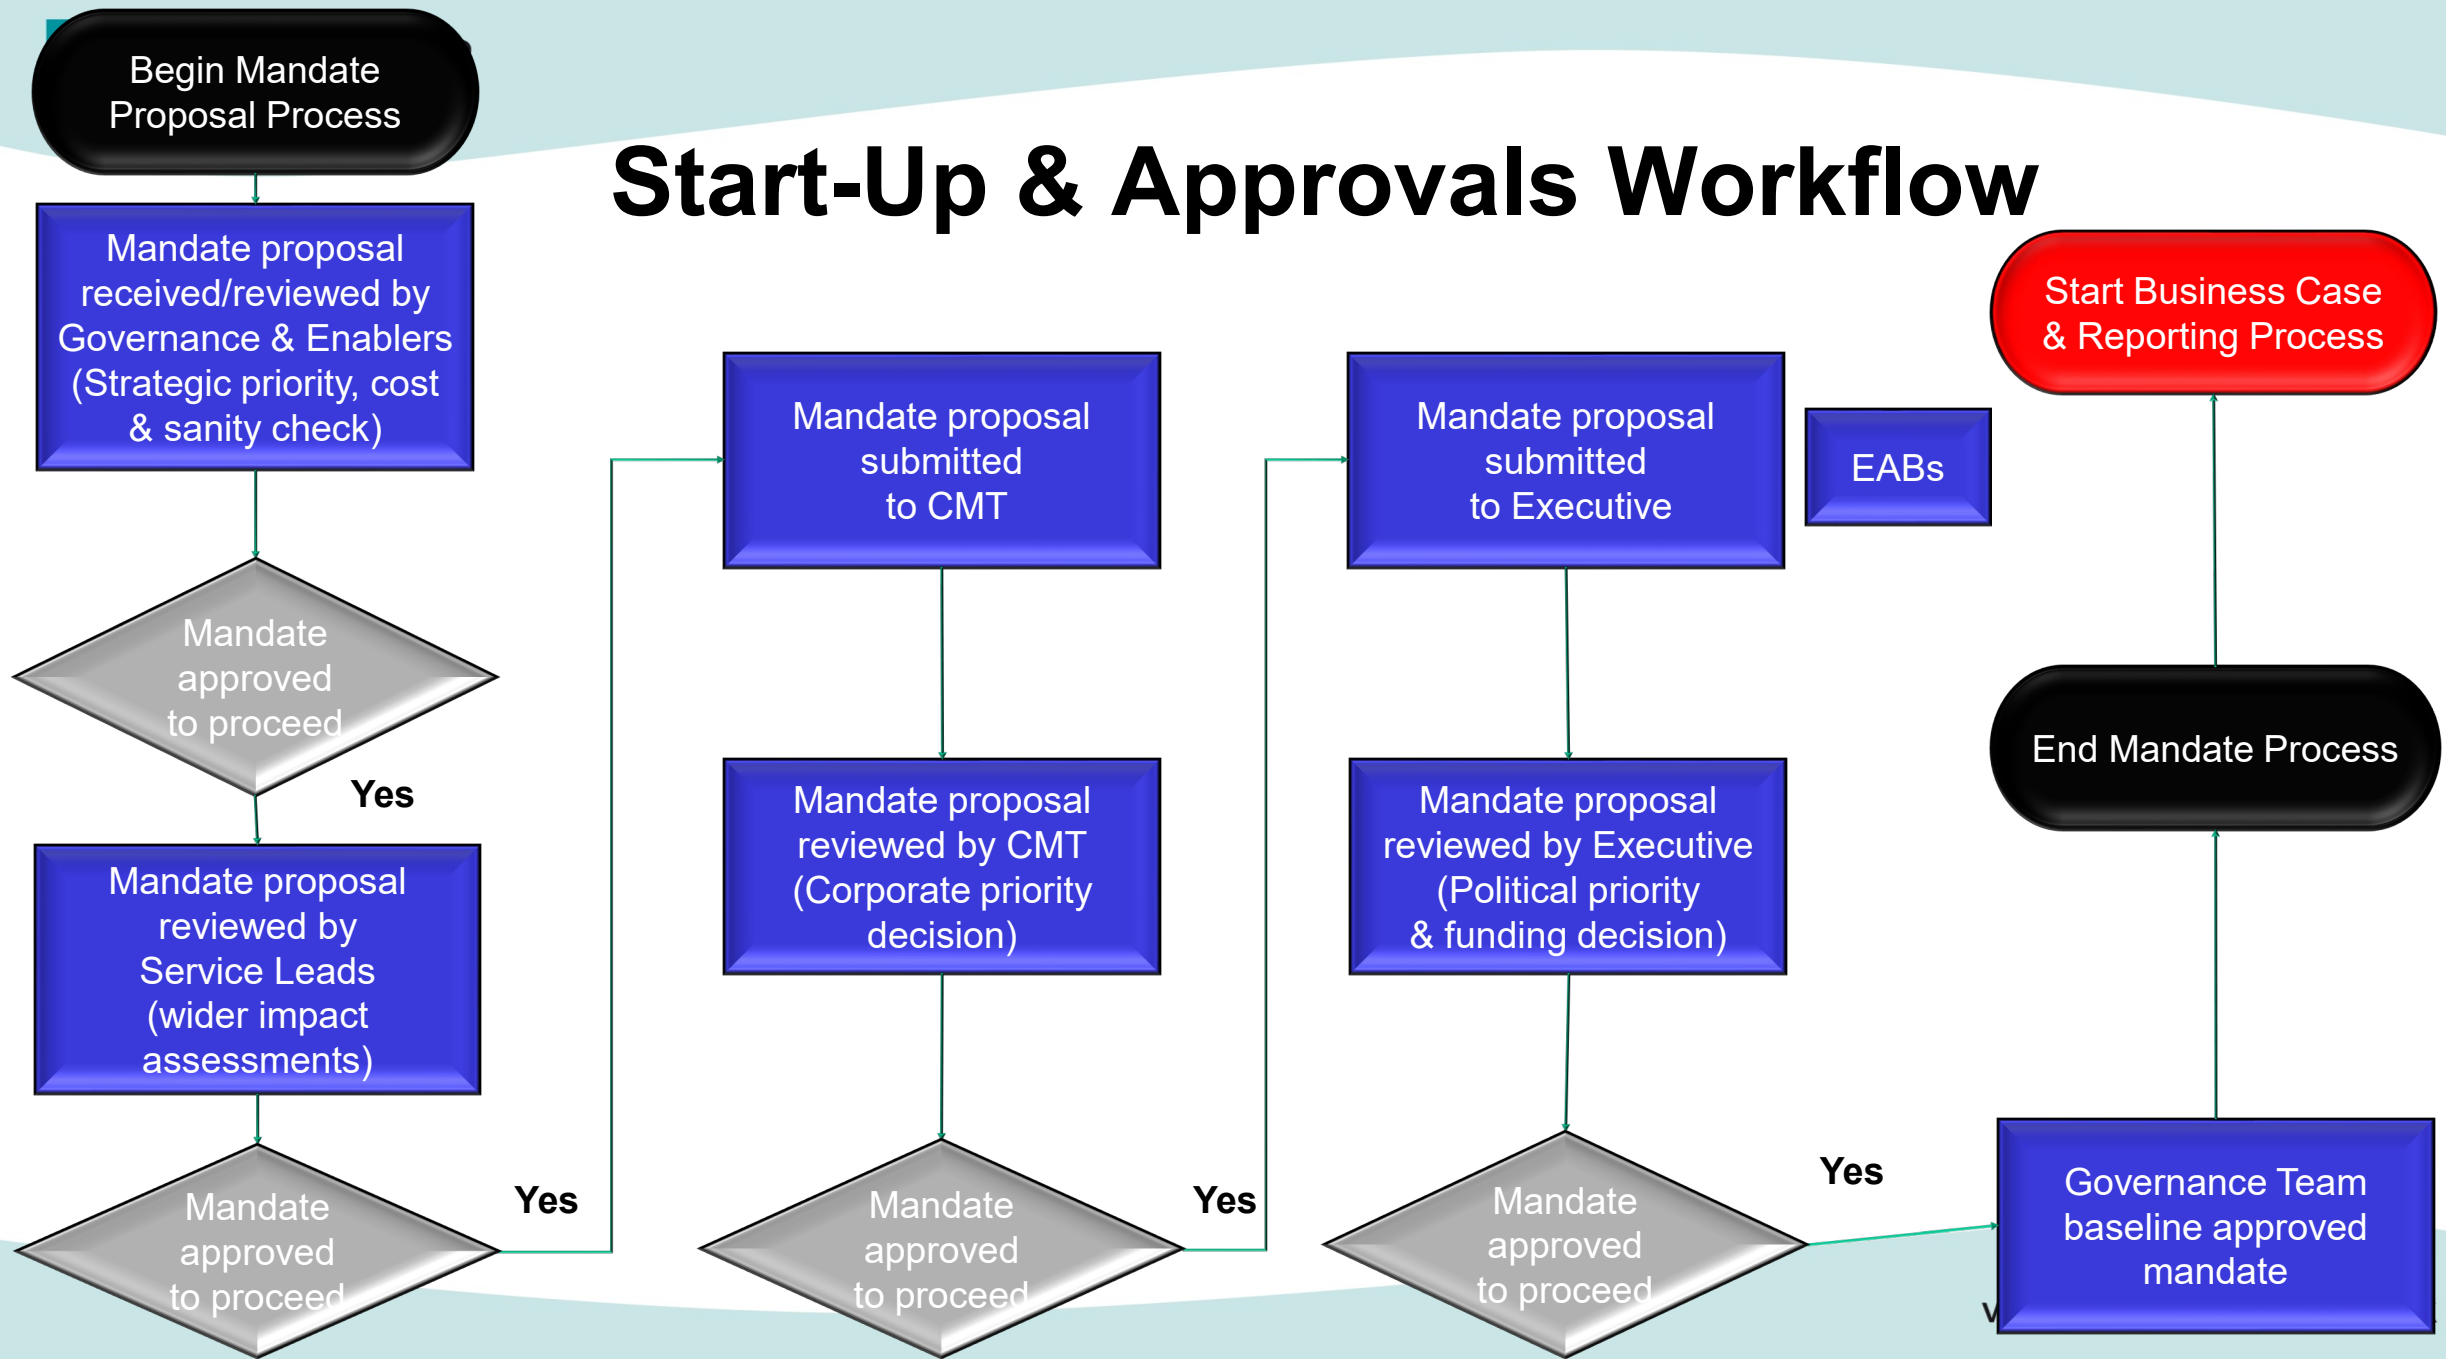 Begin Mandate
Proposal Process
Start-Up & Approvals Workflow
Mandate proposal
received/reviewed by
Governance & Enablers
(Strategic priority, cost
& sanity check)
Mandate
approved
to proceed
Yes
Mandate proposal
reviewed by
Service Leads
(wider impact
assessments)
Mandate
approved
to proceed
Yes
Mandate proposal
submitted
to CMT
Mandate proposal
reviewed by CMT
(Corporate priority
decision)
Mandate
approved
to proceed
Yes
Mandate proposal
submitted
to Executive
EABs
Mandate proposal
reviewed by Executive
(Political priority
& funding decision)
Mandate
approved
to proceed
Yes
Governance Team
baseline approved
mandate
End Mandate Process
Start Business Case
& Reporting Process